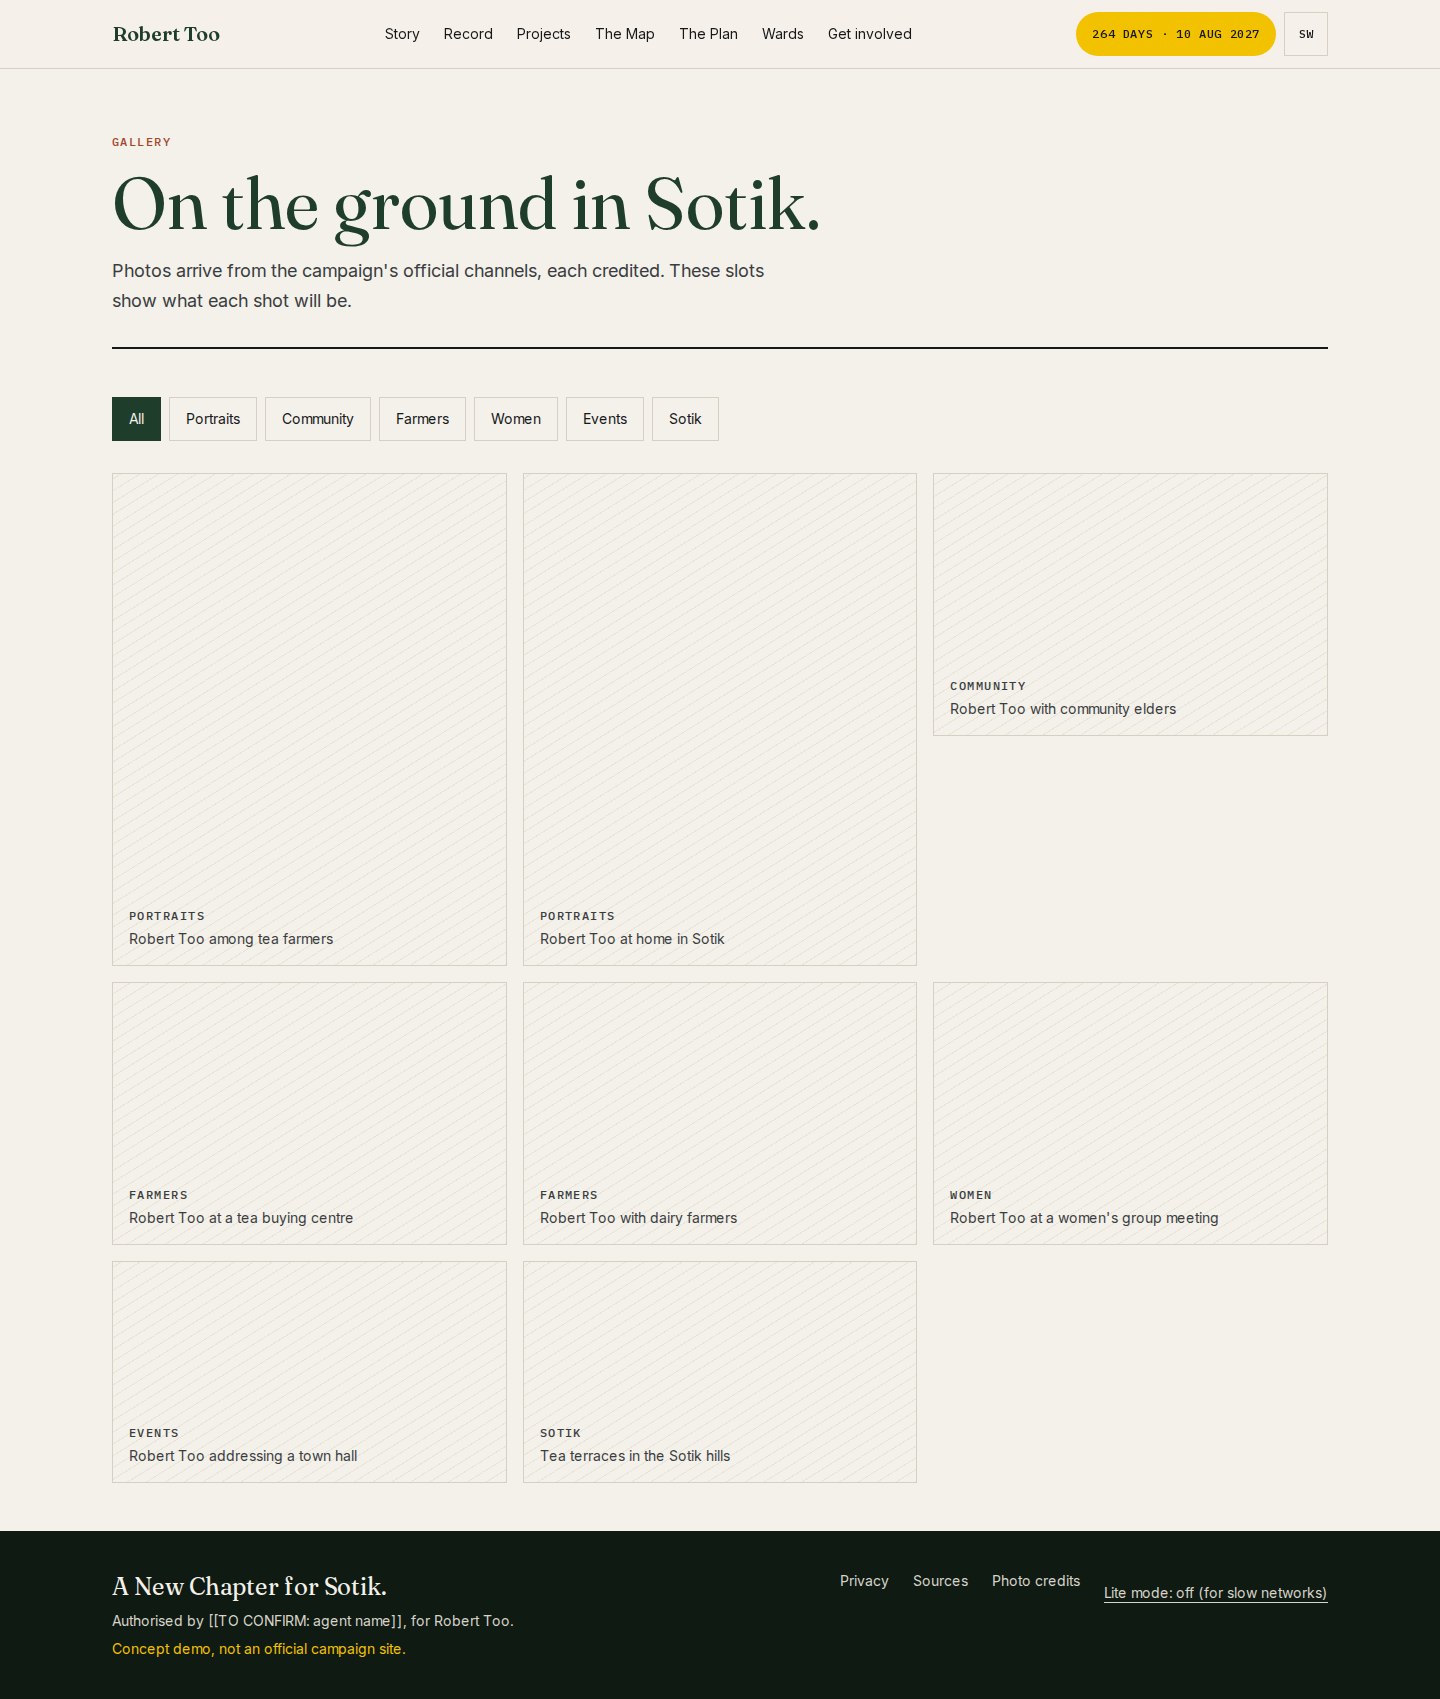 Robert Too
Story Record Projects The Map The Plan Wards Get involved
264 DAYS · 10 AUG 2027
SW
GALLERY
On the ground in Sotik.
Photos arrive from the campaign's official channels, each credited. These slots
show what each shot will be.
All Portraits Community Farmers Women Events Sotik
PORTRAITS
Robert Too among tea farmers
PORTRAITS
Robert Too at home in Sotik
COMMUNITY
Robert Too with community elders
FARMERS
Robert Too at a tea buying centre
FARMERS
Robert Too with dairy farmers
WOMEN
Robert Too at a women's group meeting
EVENTS
Robert Too addressing a town hall
SOTIK
Tea terraces in the Sotik hills
A New Chapter for Sotik.
Authorised by [[TO CONFIRM: agent name]], for Robert Too.
Concept demo, not an official campaign site.
Privacy Sources Photo credits Lite mode: off (for slow networks)